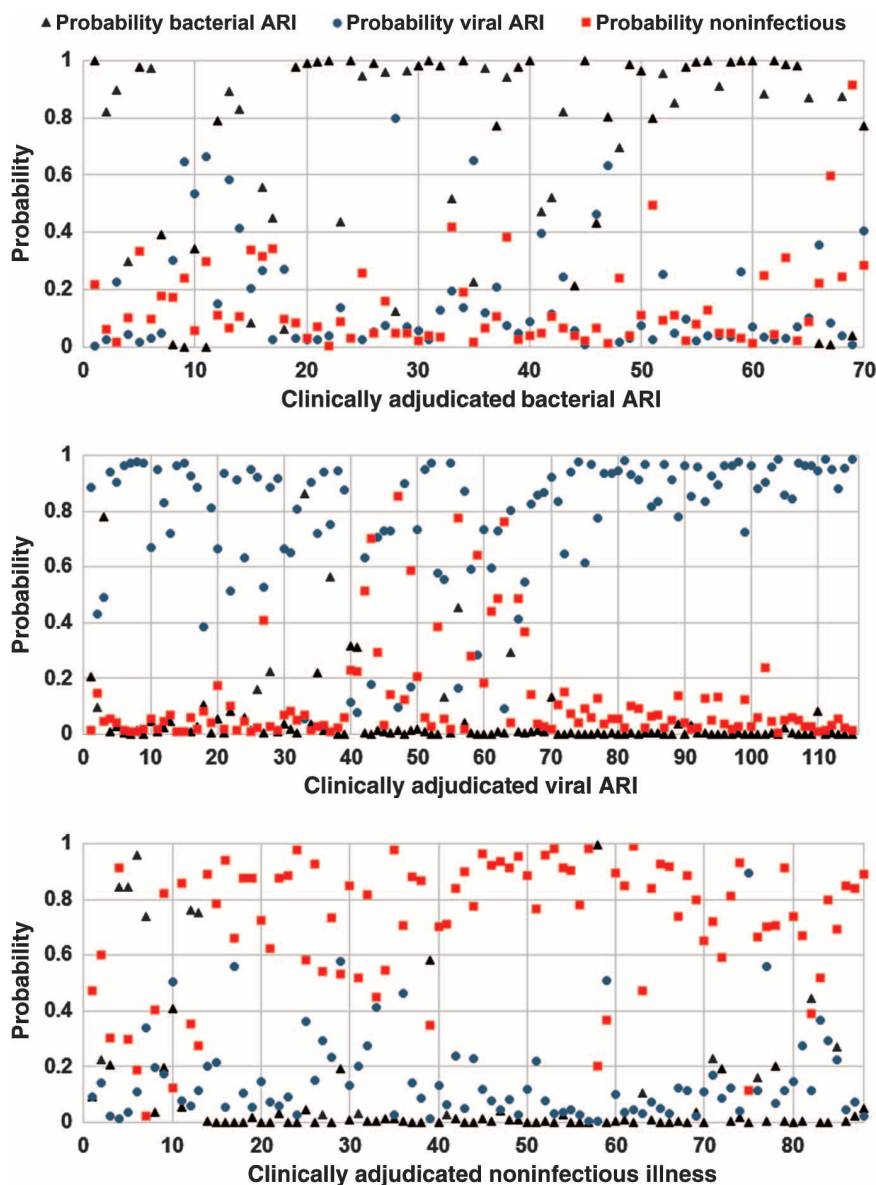 Probability bacterial ARI Probability viral ARI Probability noninfectious
1
0.8
0.6
0.4
0.2
0
Probability
0 10 20 30 40 50 60 70
Clinically adjudicated bacterial ARI
1
0.8
0.6
0.4
0.2
0
Probability
0 10 20 30 40 50 60 70 80 90 100 110
Clinically adjudicated viral ARI
1
0.8
0.6
0.4
0.2
0
Probability
0 10 20 30 40 50 60 70 80
Clinically adjudicated noninfectious illness